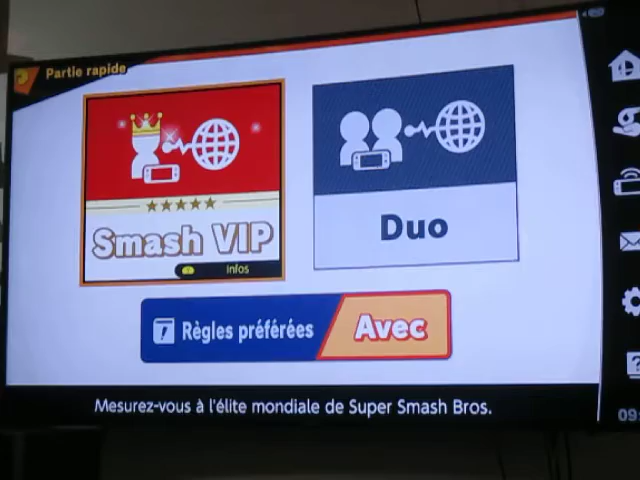 Partie rapide
Smash VIP
Infos
Duo
Règles préférées
Avec
Mesurez-vous à l'élite mondiale de Super Smash Bros.